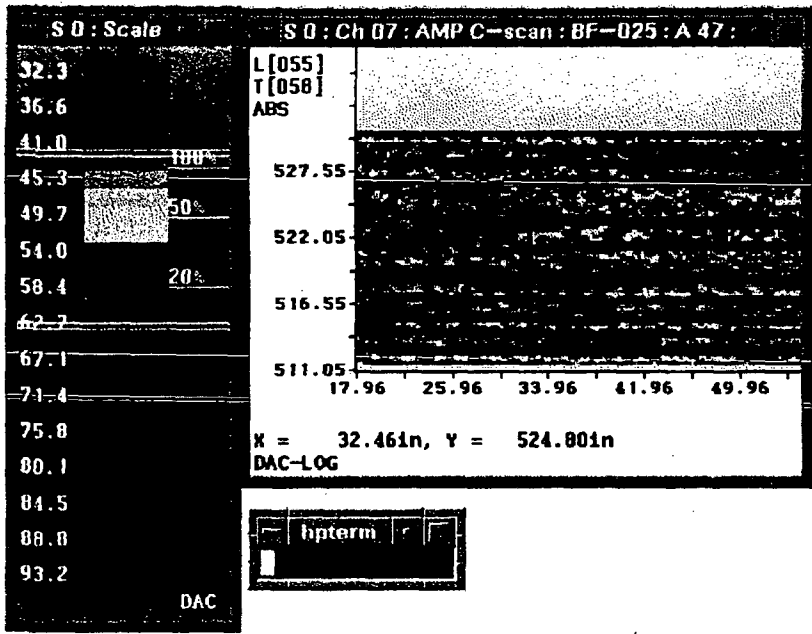 S 0 : Scale
32.3
36.6
41.0
100%
45.3
49.7
50%
54.0
58.4
20%
62.7
67.1
71.4
75.8
80.1
84.5
88.8
93.2
DAC
S 0 : Ch 07 : AMP C-scan : BF-025 : A 47 :
L[055]
T[058]
ABS
527.55
522.05
516.55
511.05
17.96 25.96 33.96 41.96 49.96
X = 32.46in, Y = 524.80in
DAC-LOG
hpterm